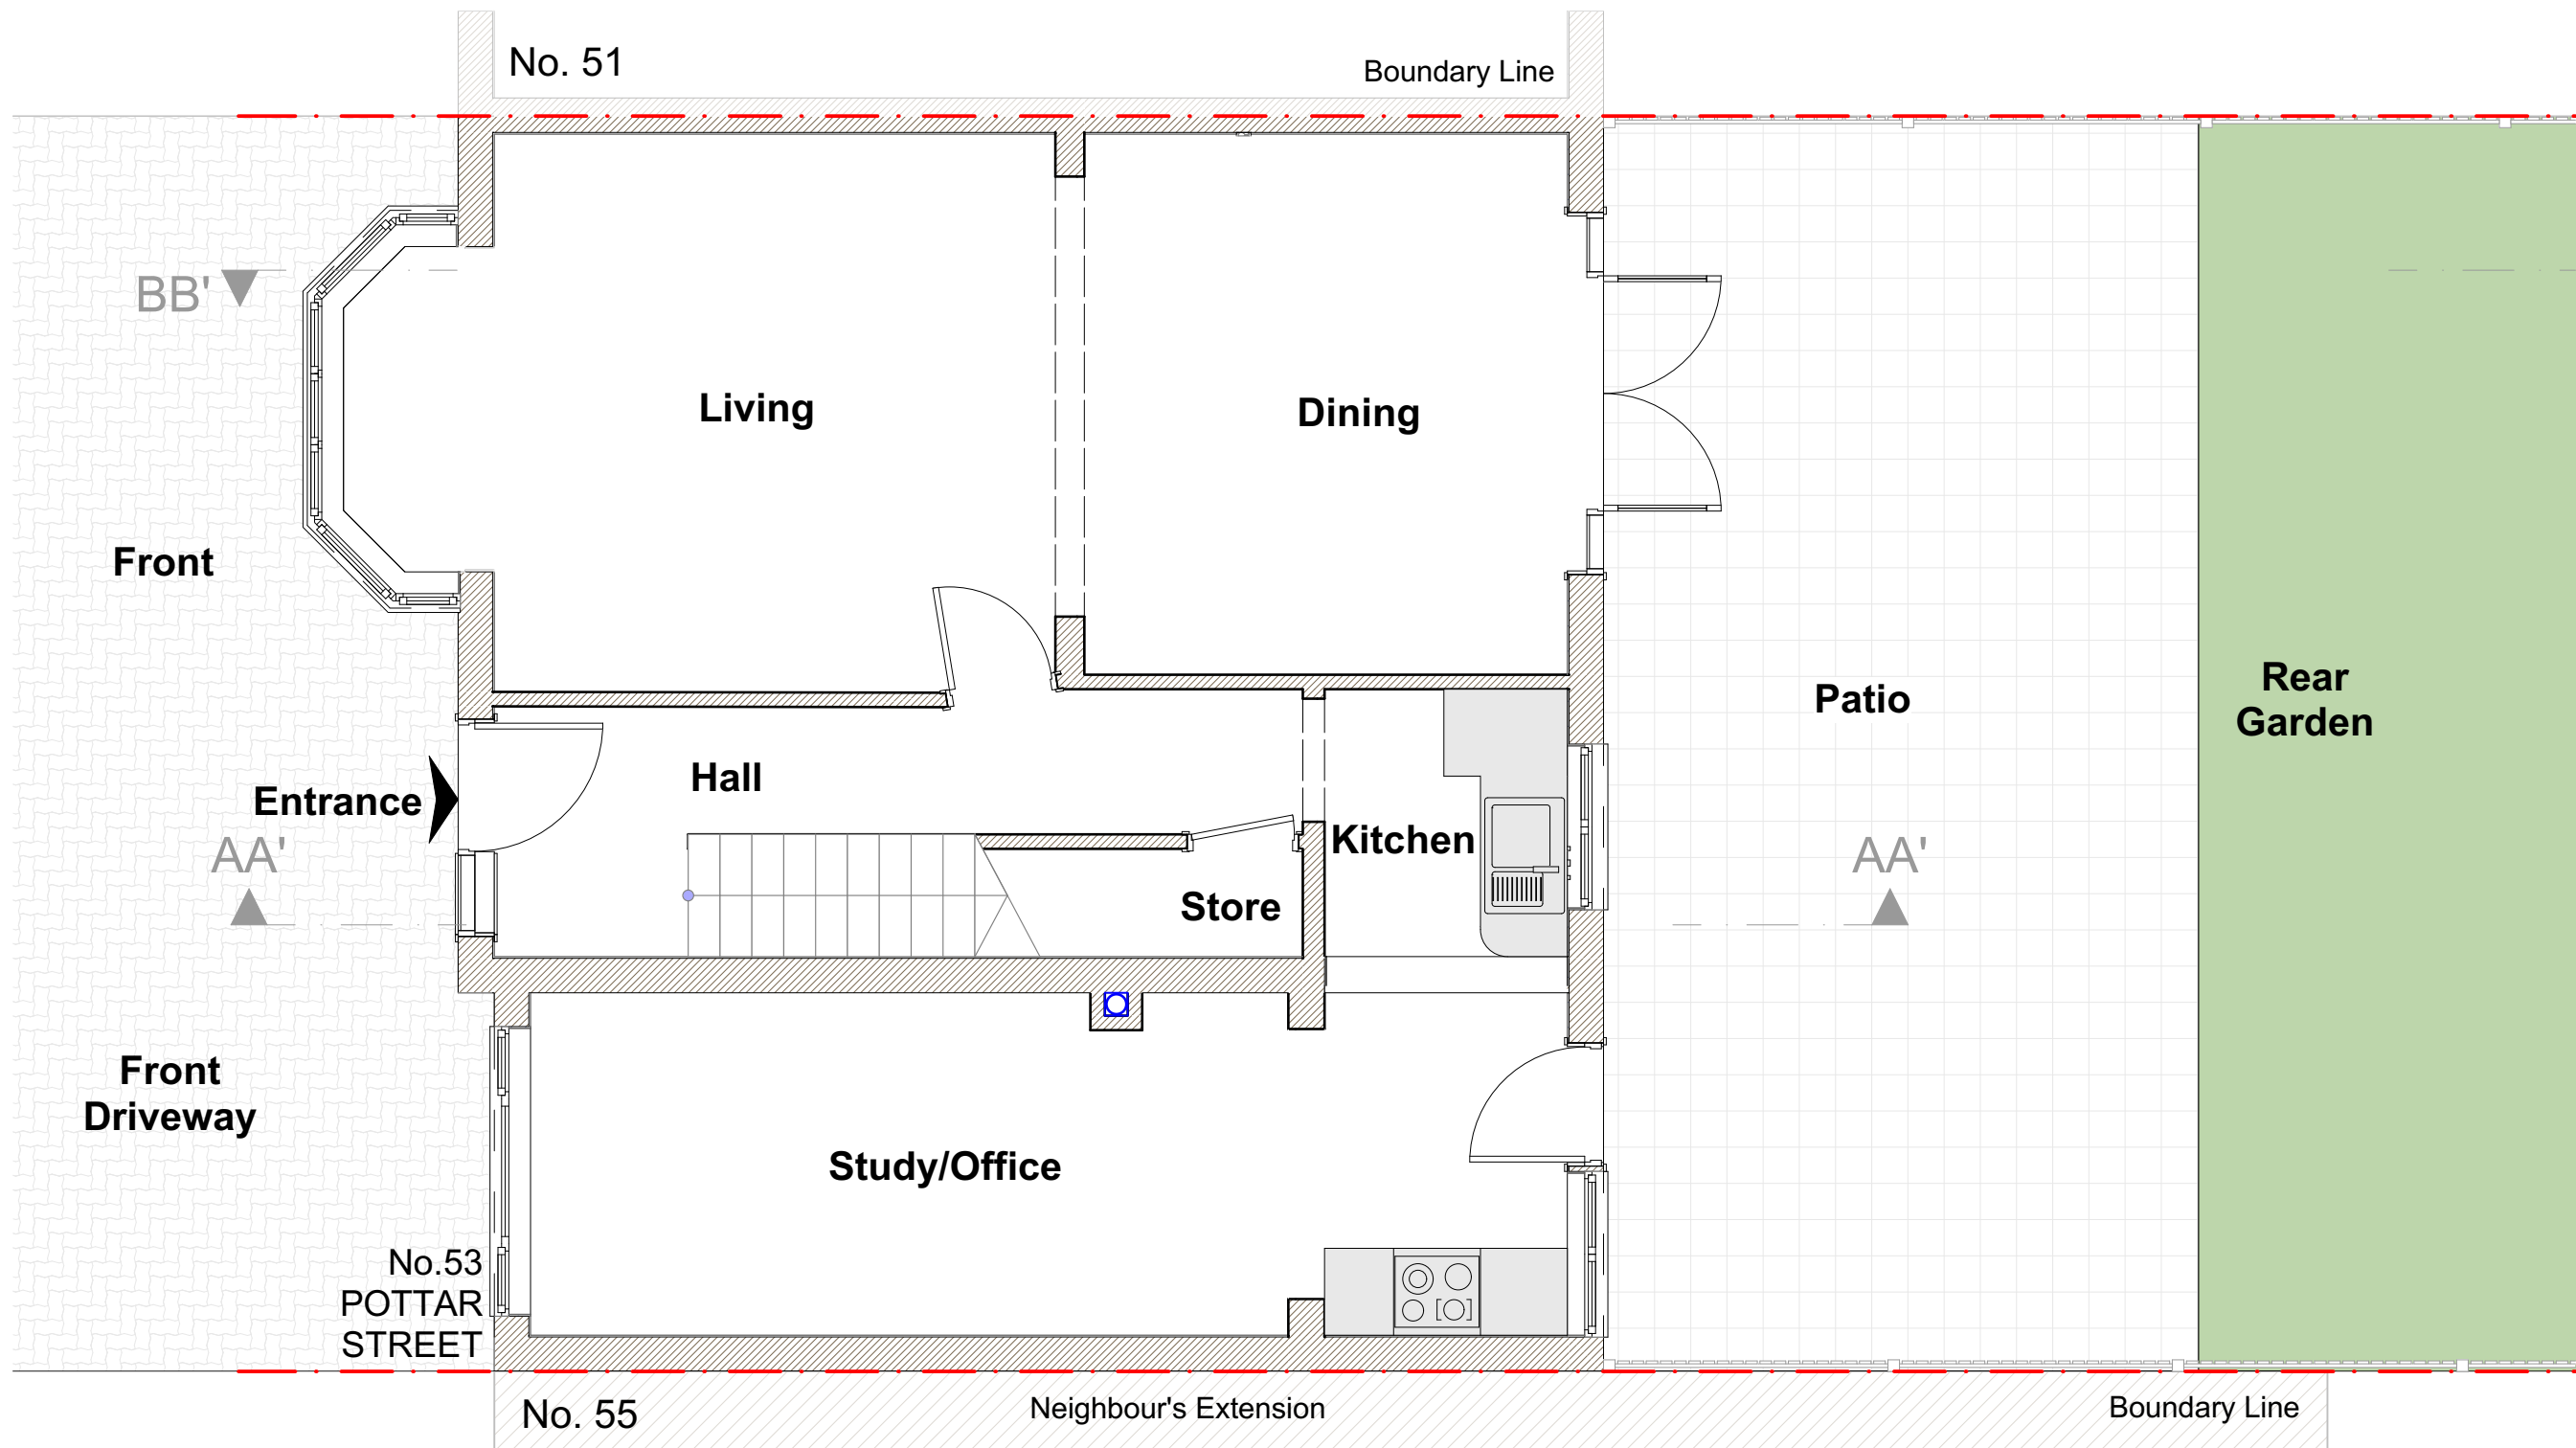 No. 51
Boundary Line
BB'
Living
Dining
Front
Rear
Garden
Patio
Hall
Entrance
Kitchen
AA'
AA'
Store
Front
Driveway
Study/Office
No.53
POTTAR
STREET
No. 55
Neighbour's Extension
Boundary Line